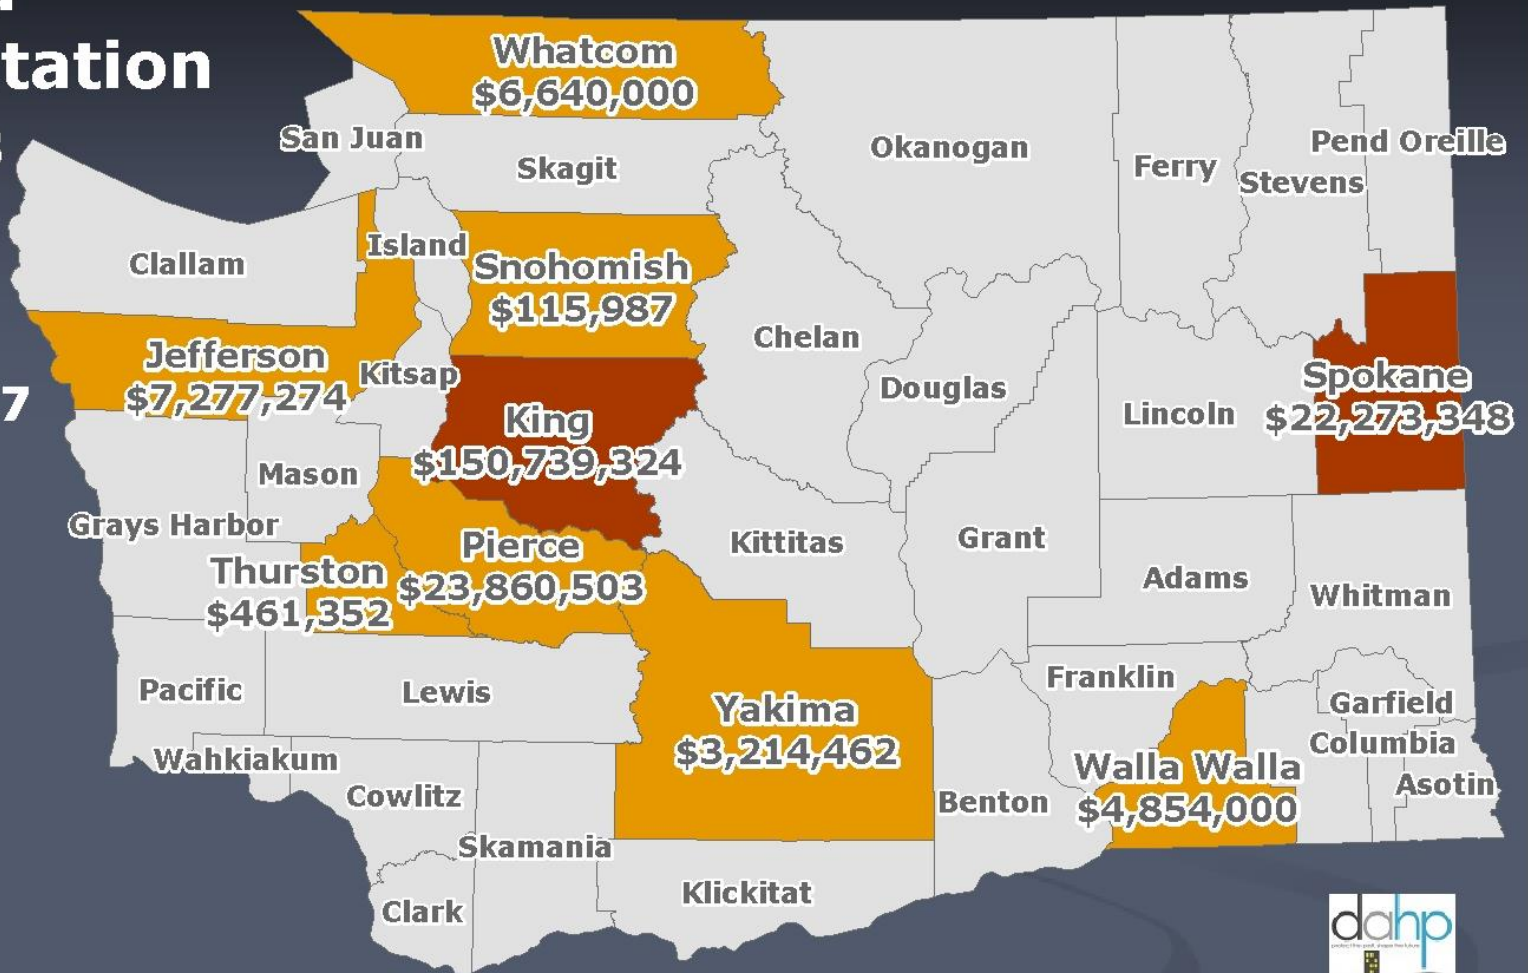 tation
7
Whatcom
$6,640,000
San Juan
Skagit
Okanogan
Ferry
Stevens
Pend Oreille
Clallam
Island
Snohomish
$115,987
Jefferson
$7,277,274
Kitsap
Chelan
Douglas
Lincoln
Spokane
$22,273,348
King
$150,739,324
Mason
Grays Harbor
Thurston
$461,352
Pierce
$23,860,503
Kittitas
Grant
Adams
Whitman
Pacific
Lewis
Yakima
$3,214,462
Franklin
Garfield
Columbia
Asotin
Walla Walla
$4,854,000
Benton
Wahkiakum
Cowlitz
Skamania
Klickitat
Clark
dahp